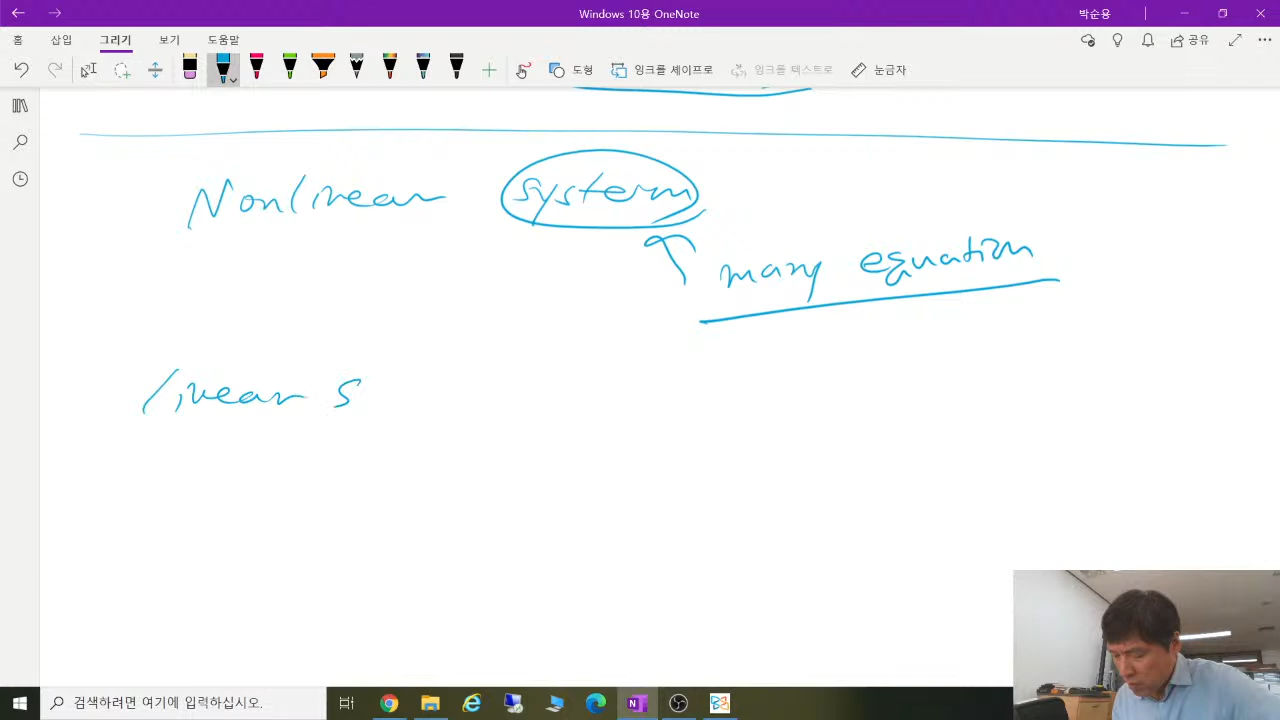 Windows 10용 OneNote
박순용
홈 삽입 그리기 보기 도움말
공유
도형 잉크를 셰이프로 잉크를 텍스트로 눈금자
Nonlinear system
many equation
linear s
검색하려면 여기에 입력하십시오.